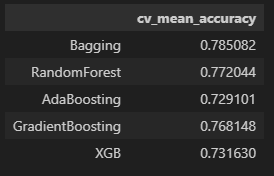 cv_mean_accuracy
Bagging 0.785082
RandomForest 0.772044
AdaBoosting 0.729101
GradientBoosting 0.768148
XGB 0.731630